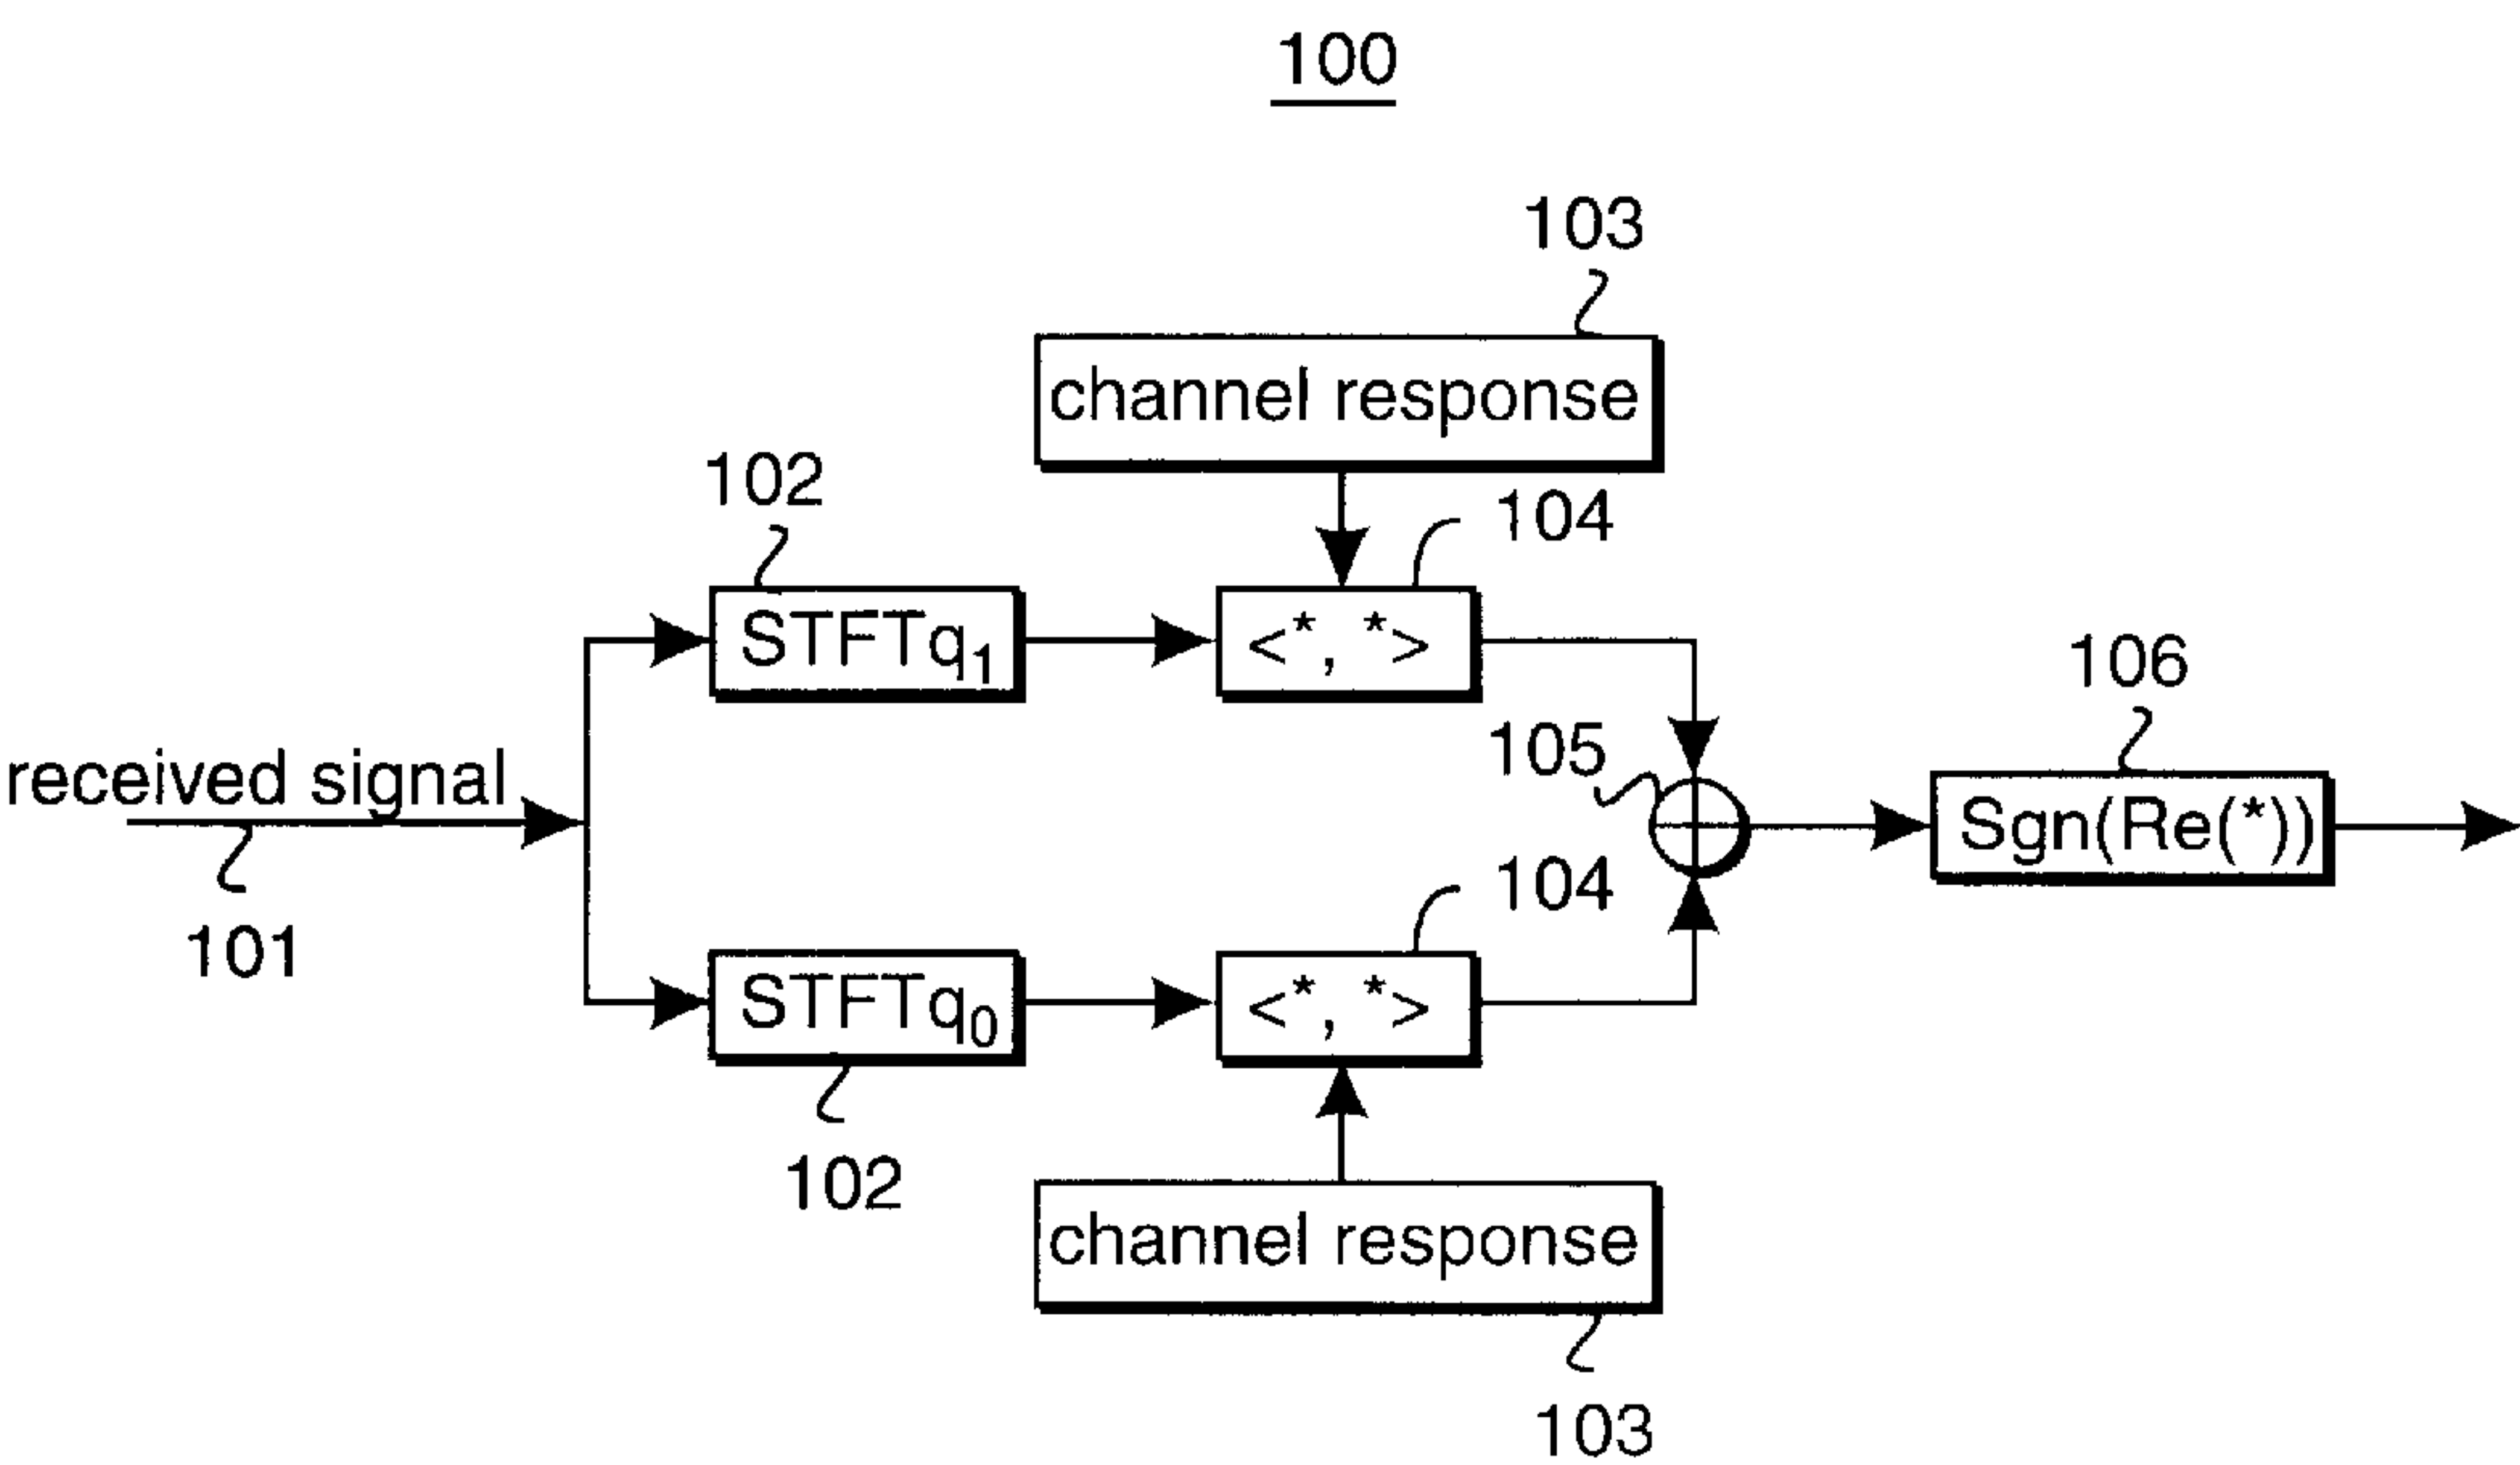 100
103
channel response
102
104
STFTq1
<*, *>
106
105
received signal
Sgn(Re(*))
104
101
STFTq0
<*, *>
102
channel response
103